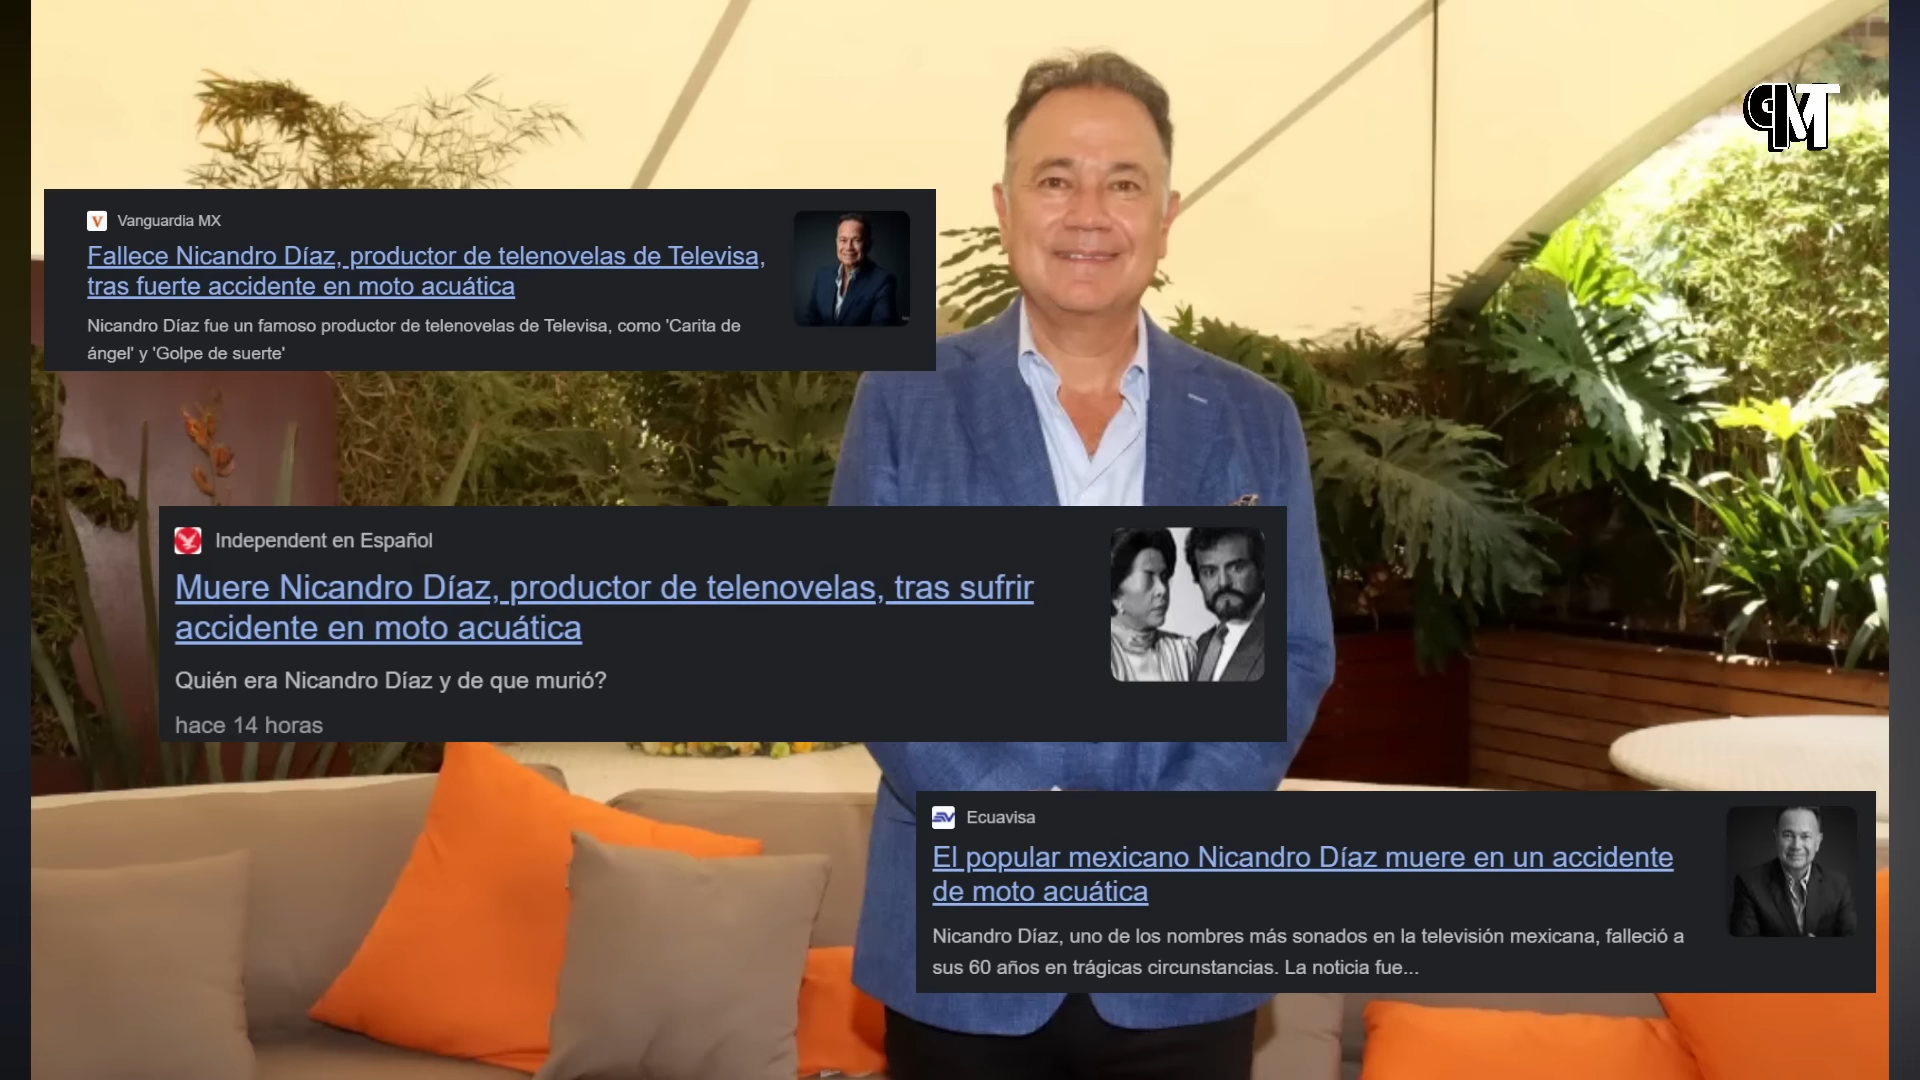 PMT
Vanguardia MX
Fallece Nicandro Díaz, productor de telenovelas de Televisa,
tras fuerte accidente en moto acuática
Nicandro Díaz fue un famoso productor de telenovelas de Televisa, como 'Carita de
ángel' y 'Golpe de suerte'
Independent en Español
Muere Nicandro Díaz, productor de telenovelas, tras sufrir
accidente en moto acuática
Quién era Nicandro Díaz y de que murió?
hace 14 horas
Ecuavisa
El popular mexicano Nicandro Díaz muere en un accidente
de moto acuática
Nicandro Díaz, uno de los nombres más sonados en la televisión mexicana, falleció a
sus 60 años en trágicas circunstancias. La noticia fue...